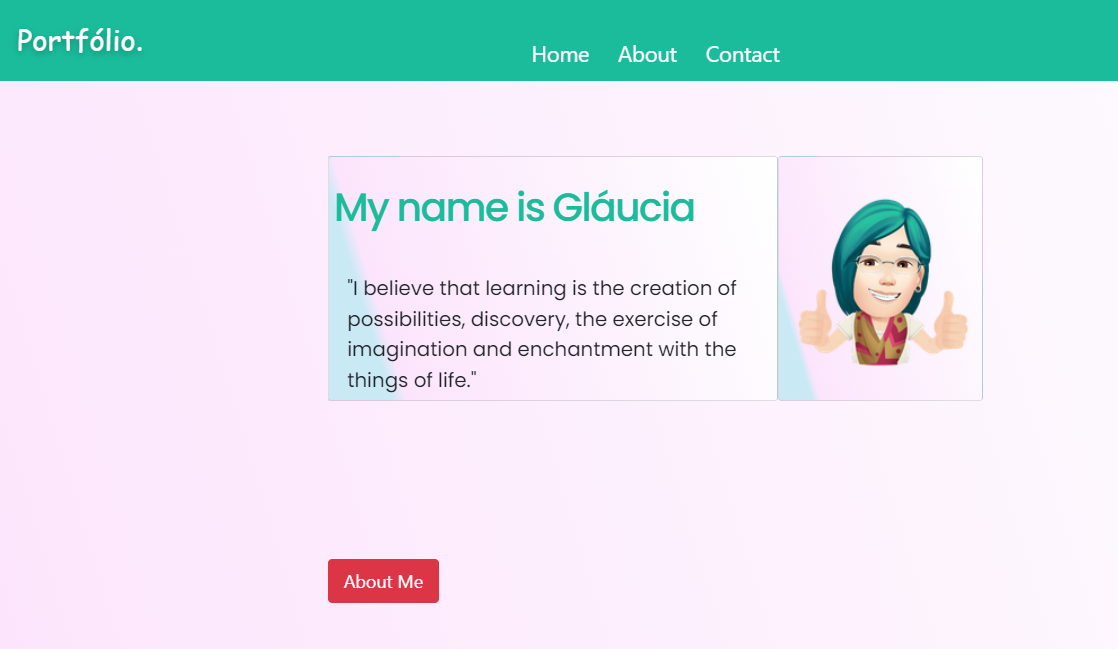 Portfólio.
Home About Contact
My name is Gláucia
"I believe that learning is the creation of
possibilities, discovery, the exercise of
imagination and enchantment with the
things of life."
About Me